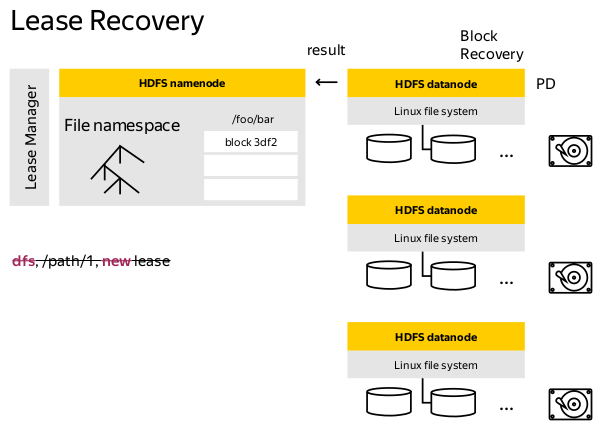 Lease Recovery
Block
Recovery
result
Lease Manager
HDFS namenode
File namespace
/foo/bar
block 3df2
HDFS datanode
PD
Linux file system
...
HDFS datanode
Linux file system
...
dfs, /path/1, new lease
HDFS datanode
Linux file system
...